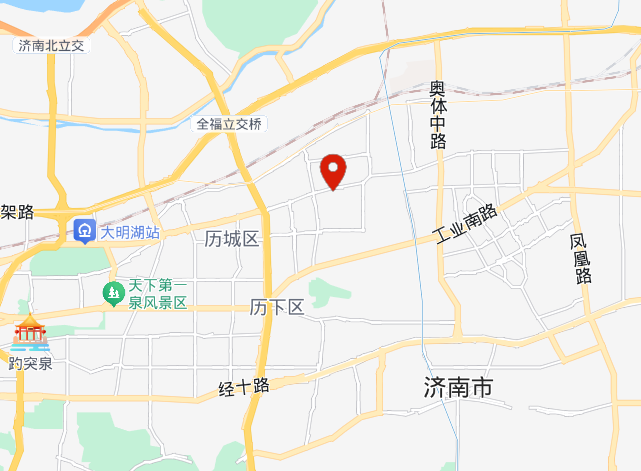 济南北立交
全福立交桥
奥体中路
架路
大明湖站
历城区
工业南路
凤凰路
天下第一
泉风景区
历下区
趵突泉
经十路
济南市